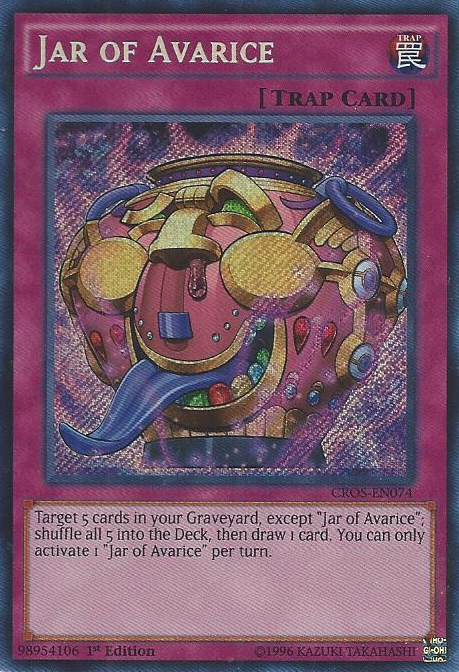 Jar of Avarice
TRAP
罠
[Trap Card]
CROS-EN074
Target 5 cards in your Graveyard, except "Jar of Avarice";
shuffle all 5 into the Deck, then draw 1 card. You can only
activate 1 "Jar of Avarice" per turn.
98954106 1st Edition ©1996 KAZUKI TAKAHASHI